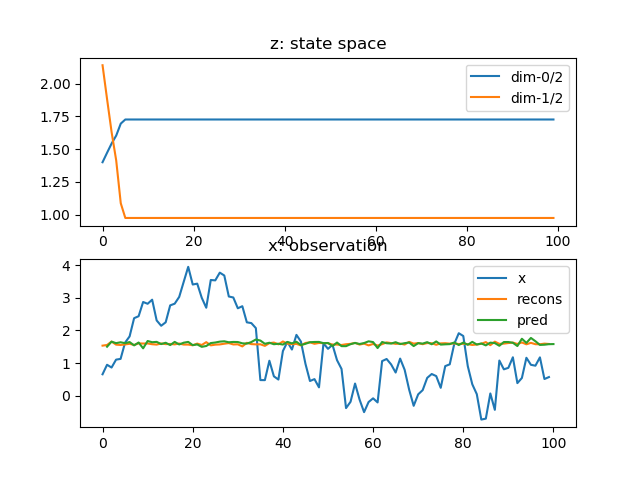 z: state space
2.00
1.75
1.50
1.25
1.00
dim-0/2
dim-1/2
0 20 40 60 80 100
x: observation
4
3
2
1
0
x
recons
pred
0 20 40 60 80 100